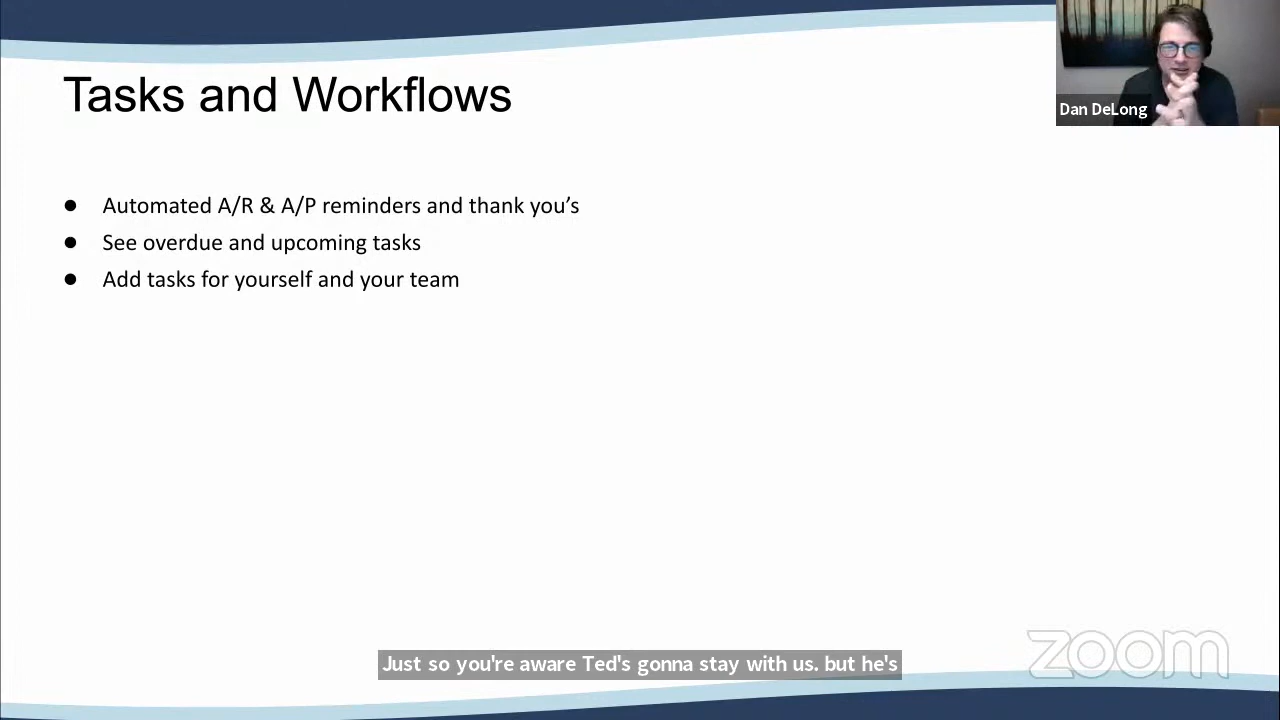 Tasks and Workflows
Dan DeLong
● Automated A/R & A/P reminders and thank you’s
● See overdue and upcoming tasks
● Add tasks for yourself and your team
Just so you're aware Ted's gonna stay with us. but he's
zoom